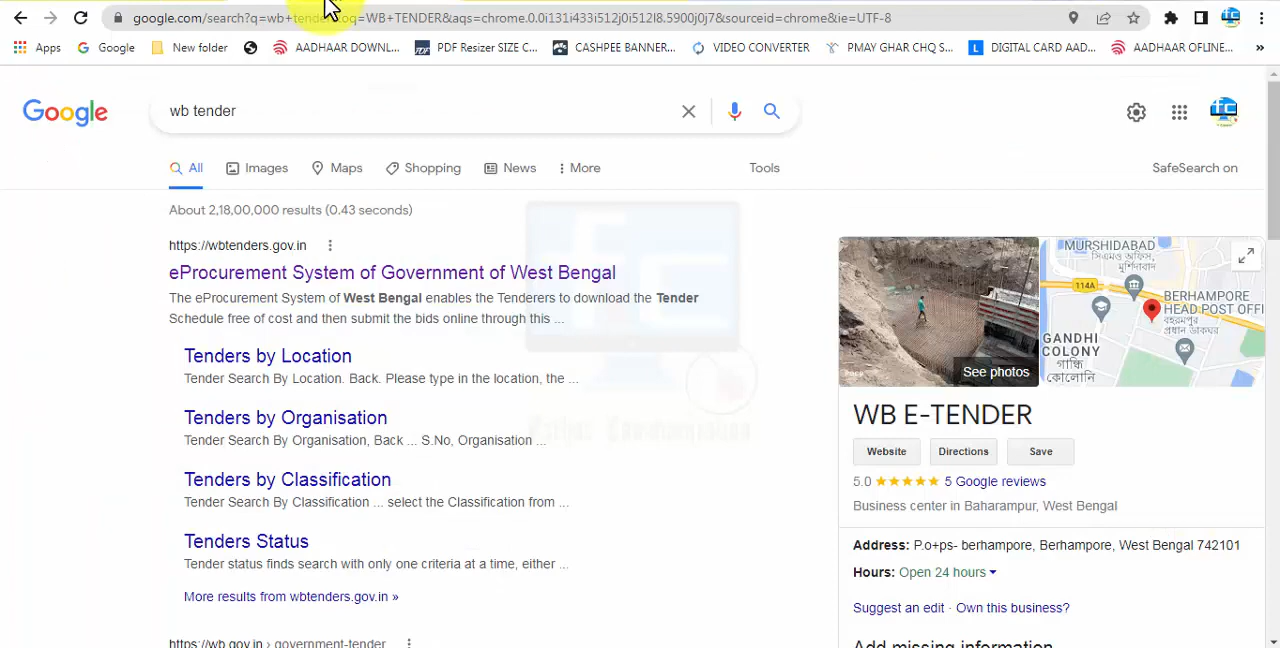 google.com/search?q=wb+tende
oq=WB+TENDER&aqs=chrome.0.0i131i433i512j0i512l8.5900j0j7&sourceid=chrome&ie=UTF-8
Apps
Google
New folder
AADHAAR DOWNL...
PDF Resizer SIZE C...
CASHPEE BANNER...
VIDEO CONVERTER
PMAY GHAR CHQ S...
DIGITAL CARD AAD...
AADHAAR OFLINE...
»
Google
wb tender
All
Images
Maps
Shopping
News
More
Tools
SafeSearch on
About 2,18,00,000 results (0.43 seconds)
https://wbtenders.gov.in
eProcurement System of Government of West Bengal
The eProcurement System of West Bengal enables the Tenderers to download the Tender
Schedule free of cost and then submit the bids online through this ...
Tenders by Location
Tender Search By Location. Back. Please type in the location, the ...
Tenders by Organisation
Tender Search By Organisation, Back ... S.No, Organisation ...
Tenders by Classification
Tender Search By Classification ... select the Classification from ...
Tenders Status
Tender status finds search with only one criteria at a time, either ...
More results from wbtenders.gov.in »
https://wb.gov.in › government-tender
See photos
MURSHIDABAD
114A
BERHAMPORE
HEAD POST OFFI
বহরমপুর
প্রধান ডাকঘর
GANDHI
COLONY
গান্ধি
কোলোনি
WB E-TENDER
Website
Directions
Save
5.0 ★★★★★ 5 Google reviews
Business center in Baharampur, West Bengal
Address: P.o+ps- berhampore, Berhampore, West Bengal 742101
Hours: Open 24 hours
Suggest an edit · Own this business?
Add missing information